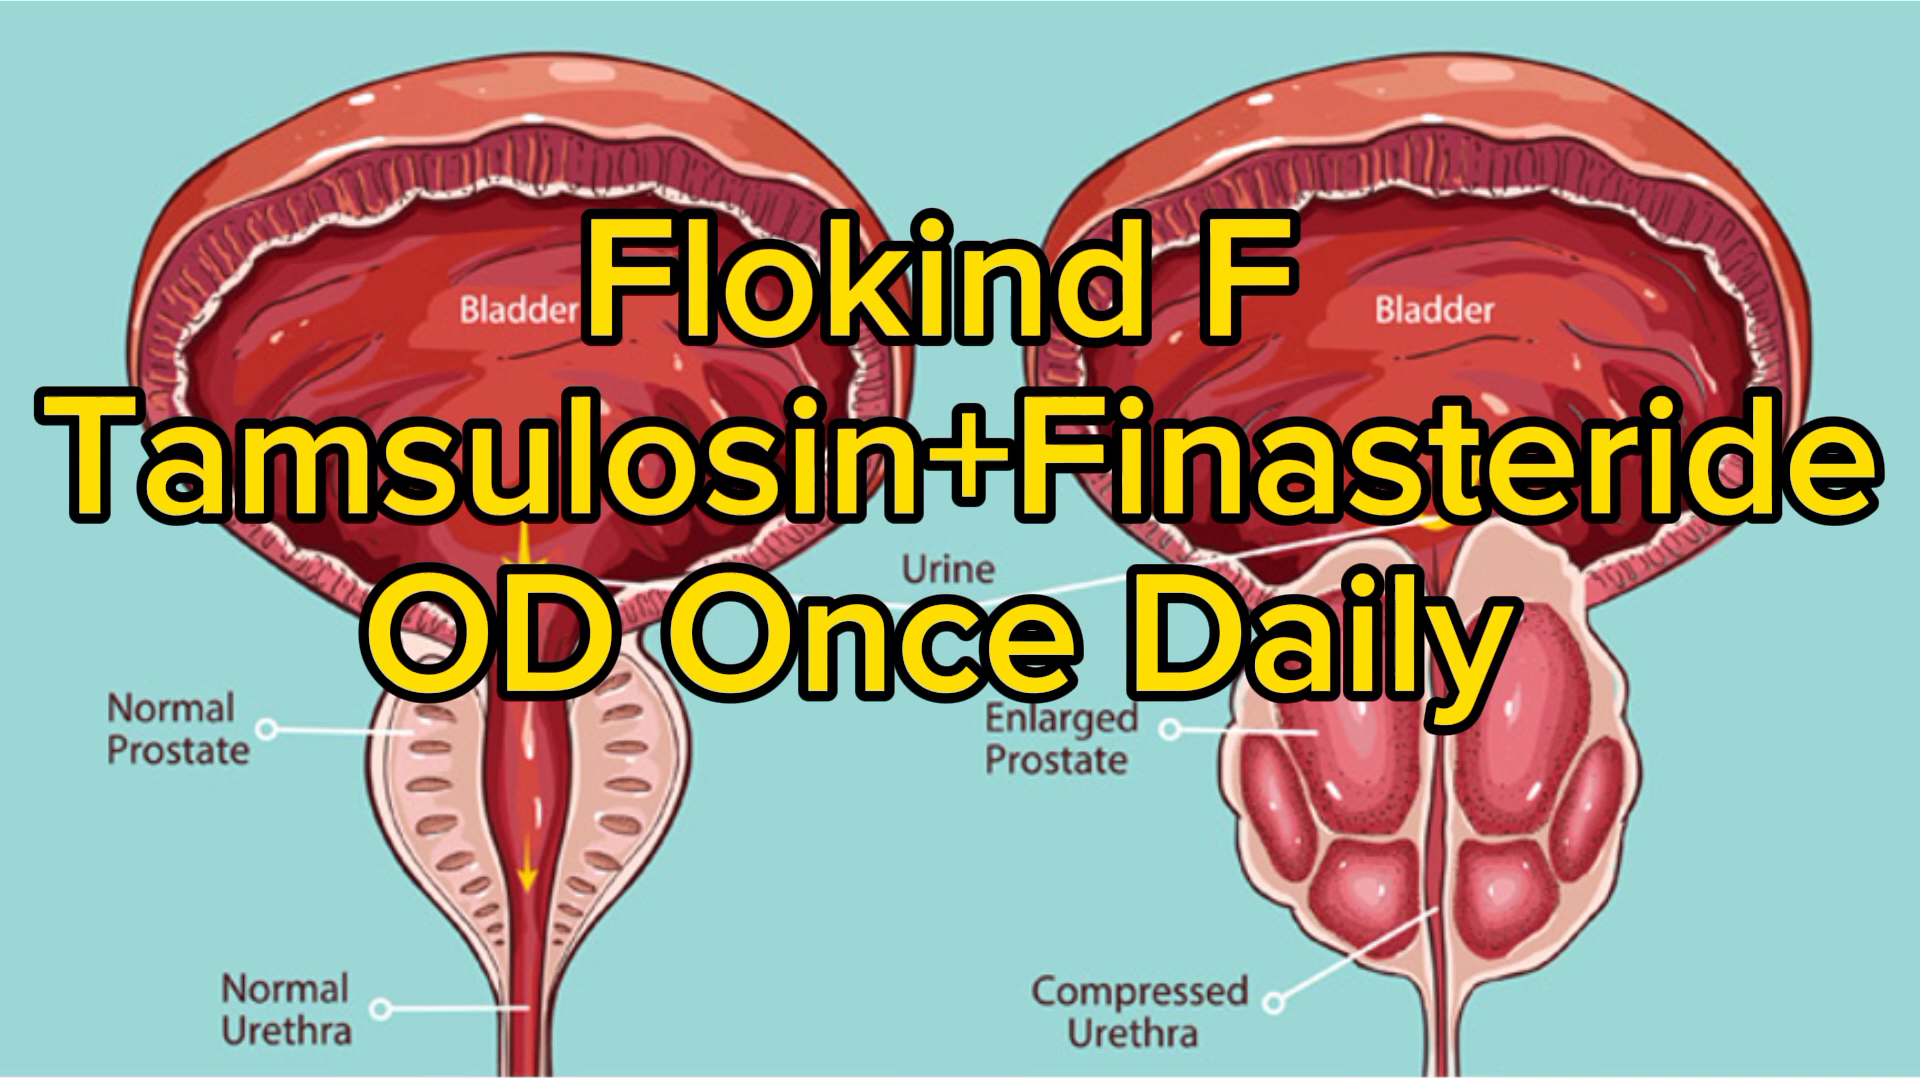 Flokind F
Tamsulosin+Finasteride
OD Once Daily
Bladder
Bladder
Urine
Normal
Prostate
Enlarged
Prostate
Normal
Urethra
Compressed
Urethra